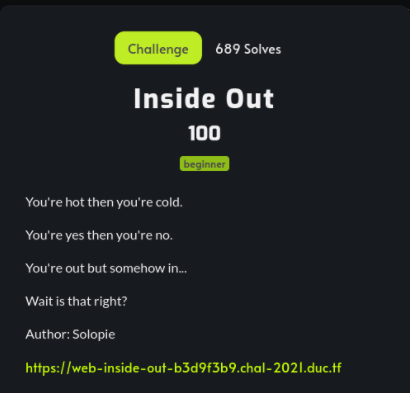 Challenge 689 Solves
Inside Out
100
beginner
You're hot then you're cold.
You're yes then you're no.
You're out but somehow in...
Wait is that right?
Author: Solopie
https://web-inside-out-b3d9f3b9.chal-2021.duc.tf